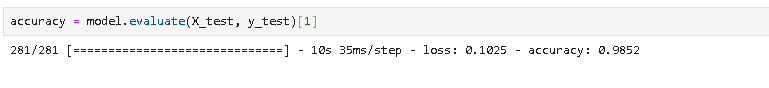 accuracy = model.evaluate(X_test, y_test)[1]
281/281 [==============================] - 10s 35ms/step - loss: 0.1025 - accuracy: 0.9852